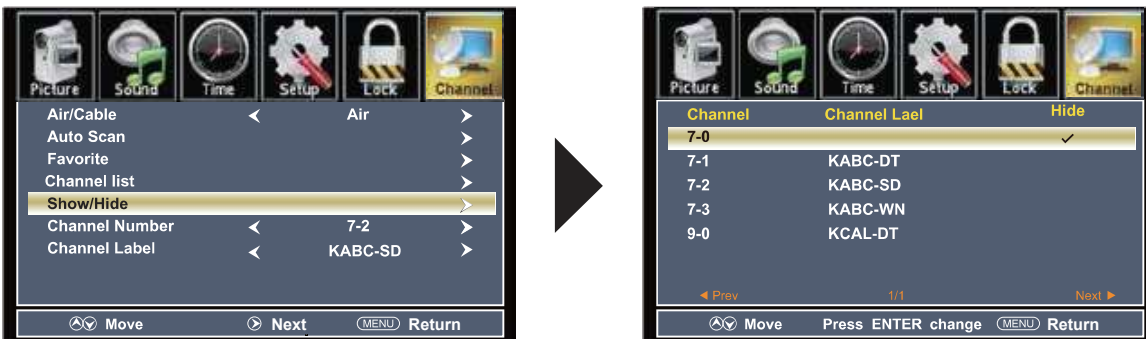 Picture Sound Time Setup Lock Channel
Air/Cable Air
Auto Scan
Favorite
Channel list
Show/Hide
Channel Number 7-2
Channel Label KABC-SD
Move Next MENU Return
Picture Sound Time Setup Lock Channel
Channel Channel Lael Hide
7-0 ✓
7-1 KABC-DT
7-2 KABC-SD
7-3 KABC-WN
9-0 KCAL-DT
◀ Prev 1/1 Next ▶
Move Press ENTER change MENU Return